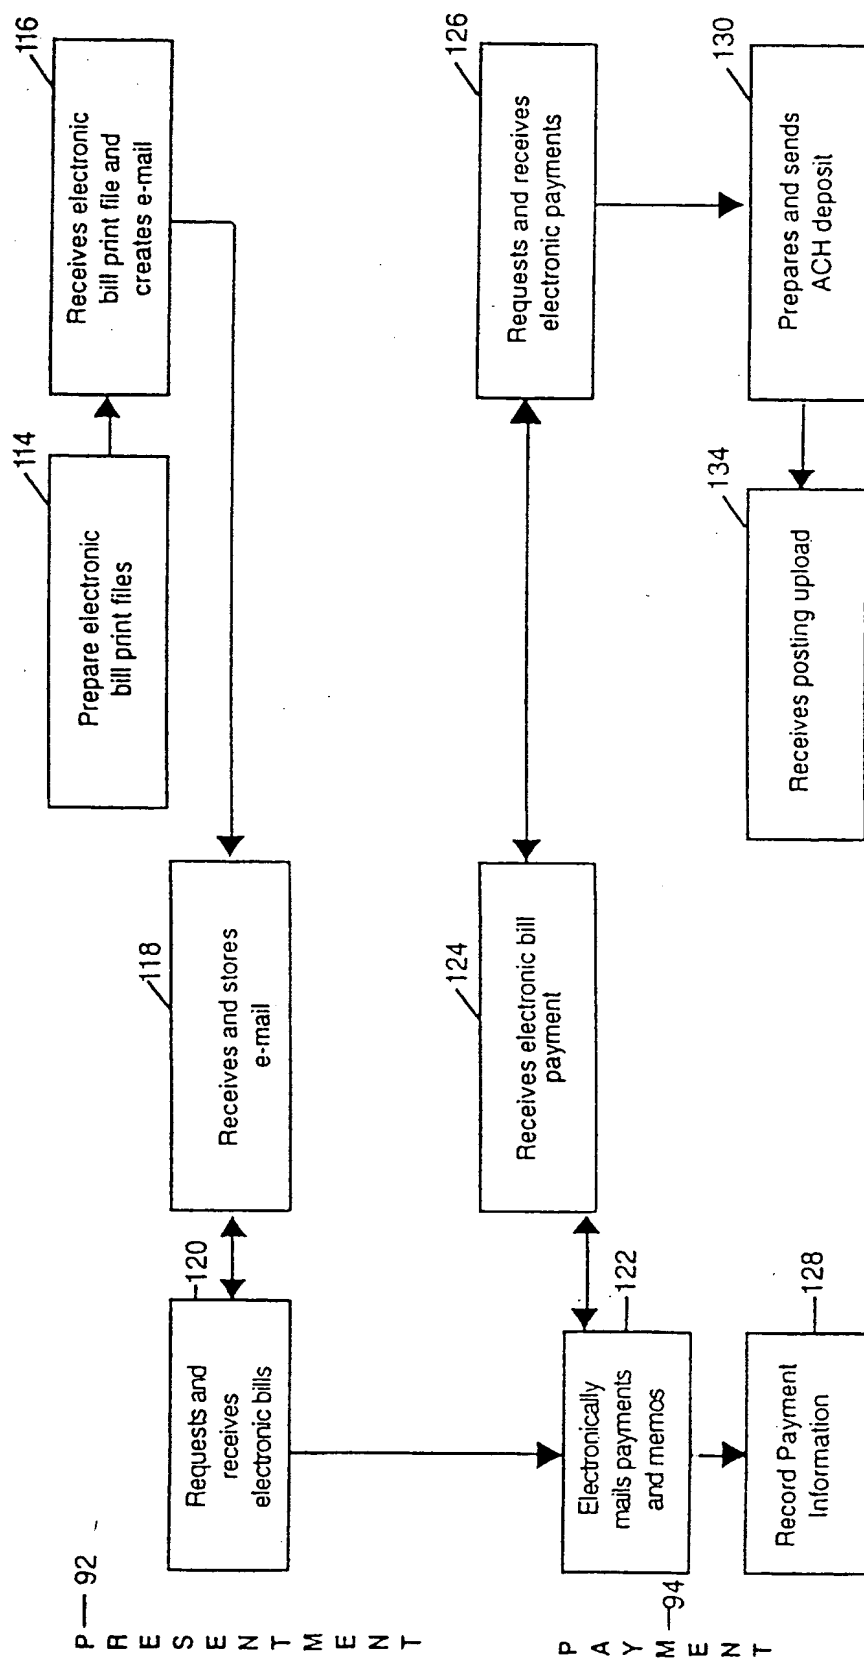 P — 92
R
E
S
E
N
T
M
E
N
T
120
Requests and
receives
electronic bills
118
Receives and stores
e-mail
114
Prepare electronic
bill print files
116
Receives electronic
bill print file and
creates e-mail
P
A
Y
M — 94
E
N
T
Electronically
mails payments
and memos
122
124
Receives electronic bill
payment
126
Requests and receives
electronic payments
Record Payment
Information
128
134
Receives posting upload
130
Prepares and sends
ACH deposit